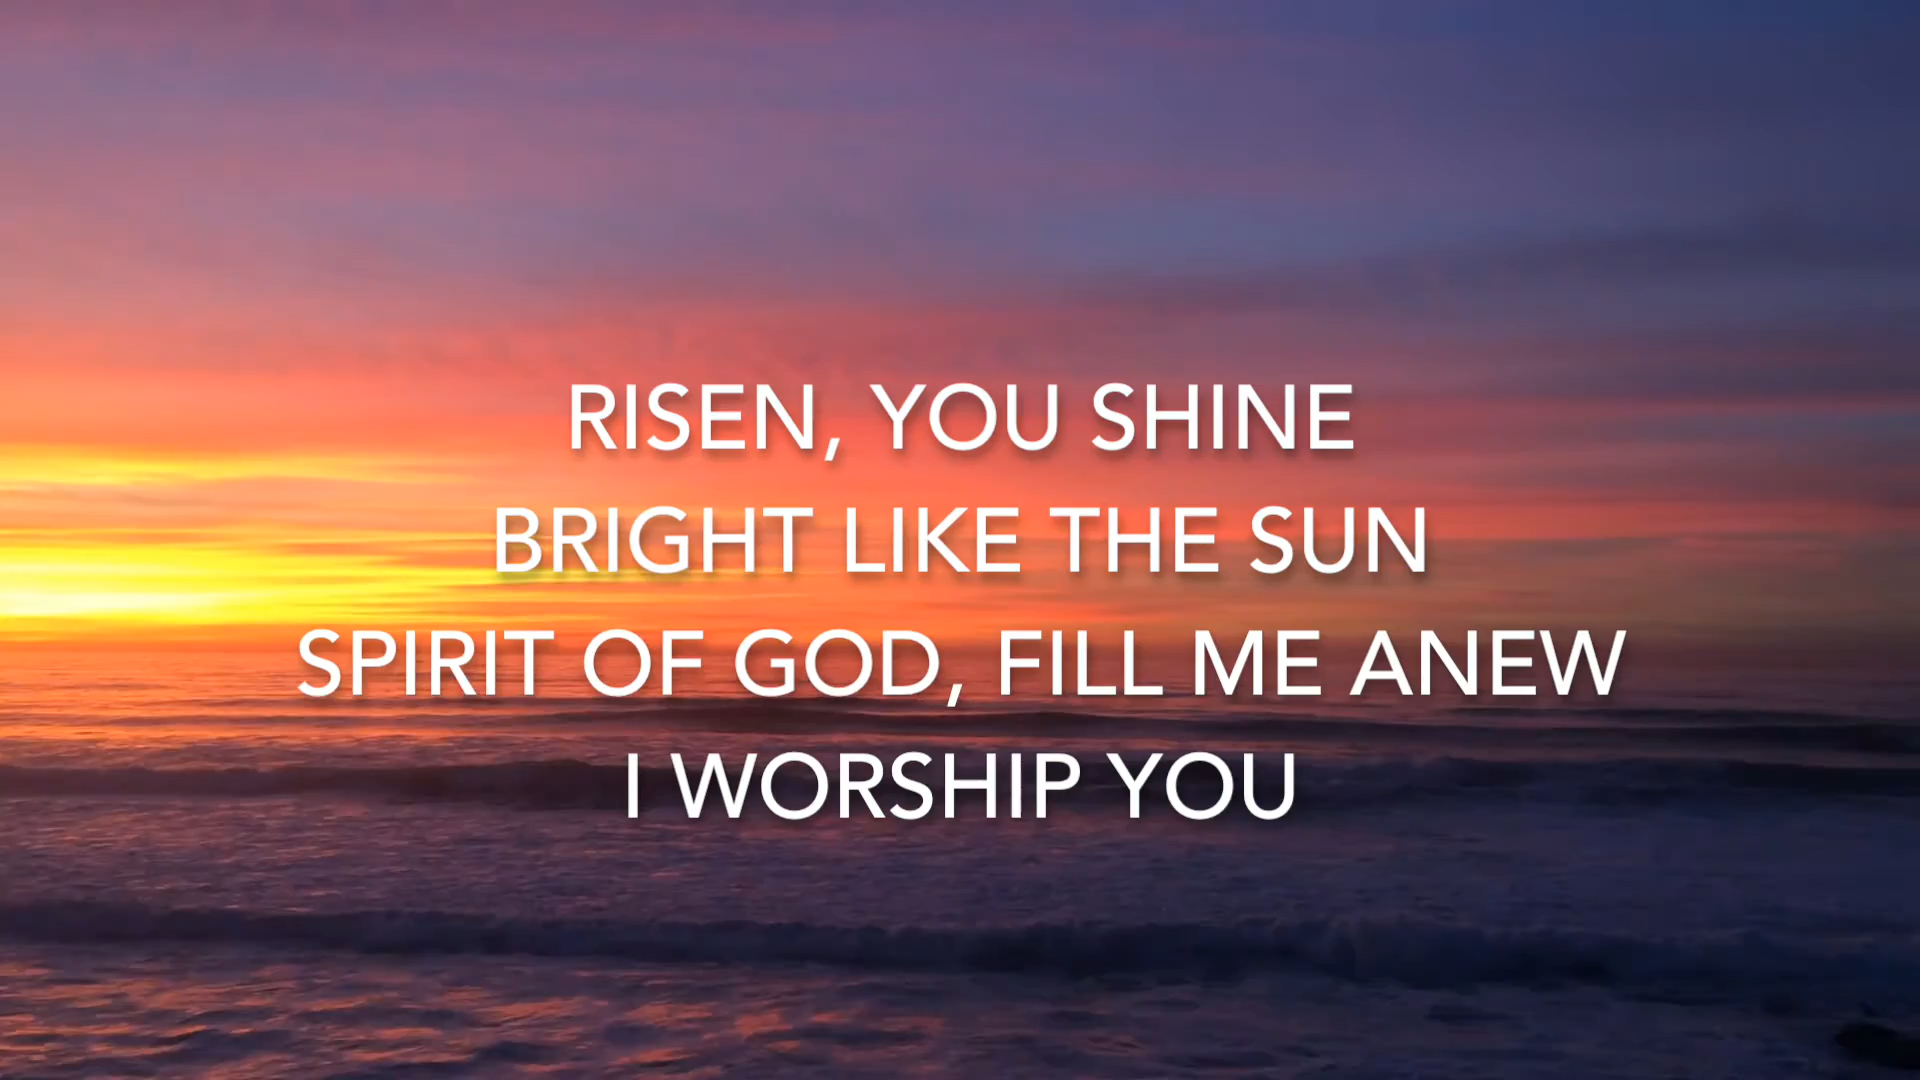 RISEN, YOU SHINE
BRIGHT LIKE THE SUN
SPIRIT OF GOD, FILL ME ANEW
I WORSHIP YOU